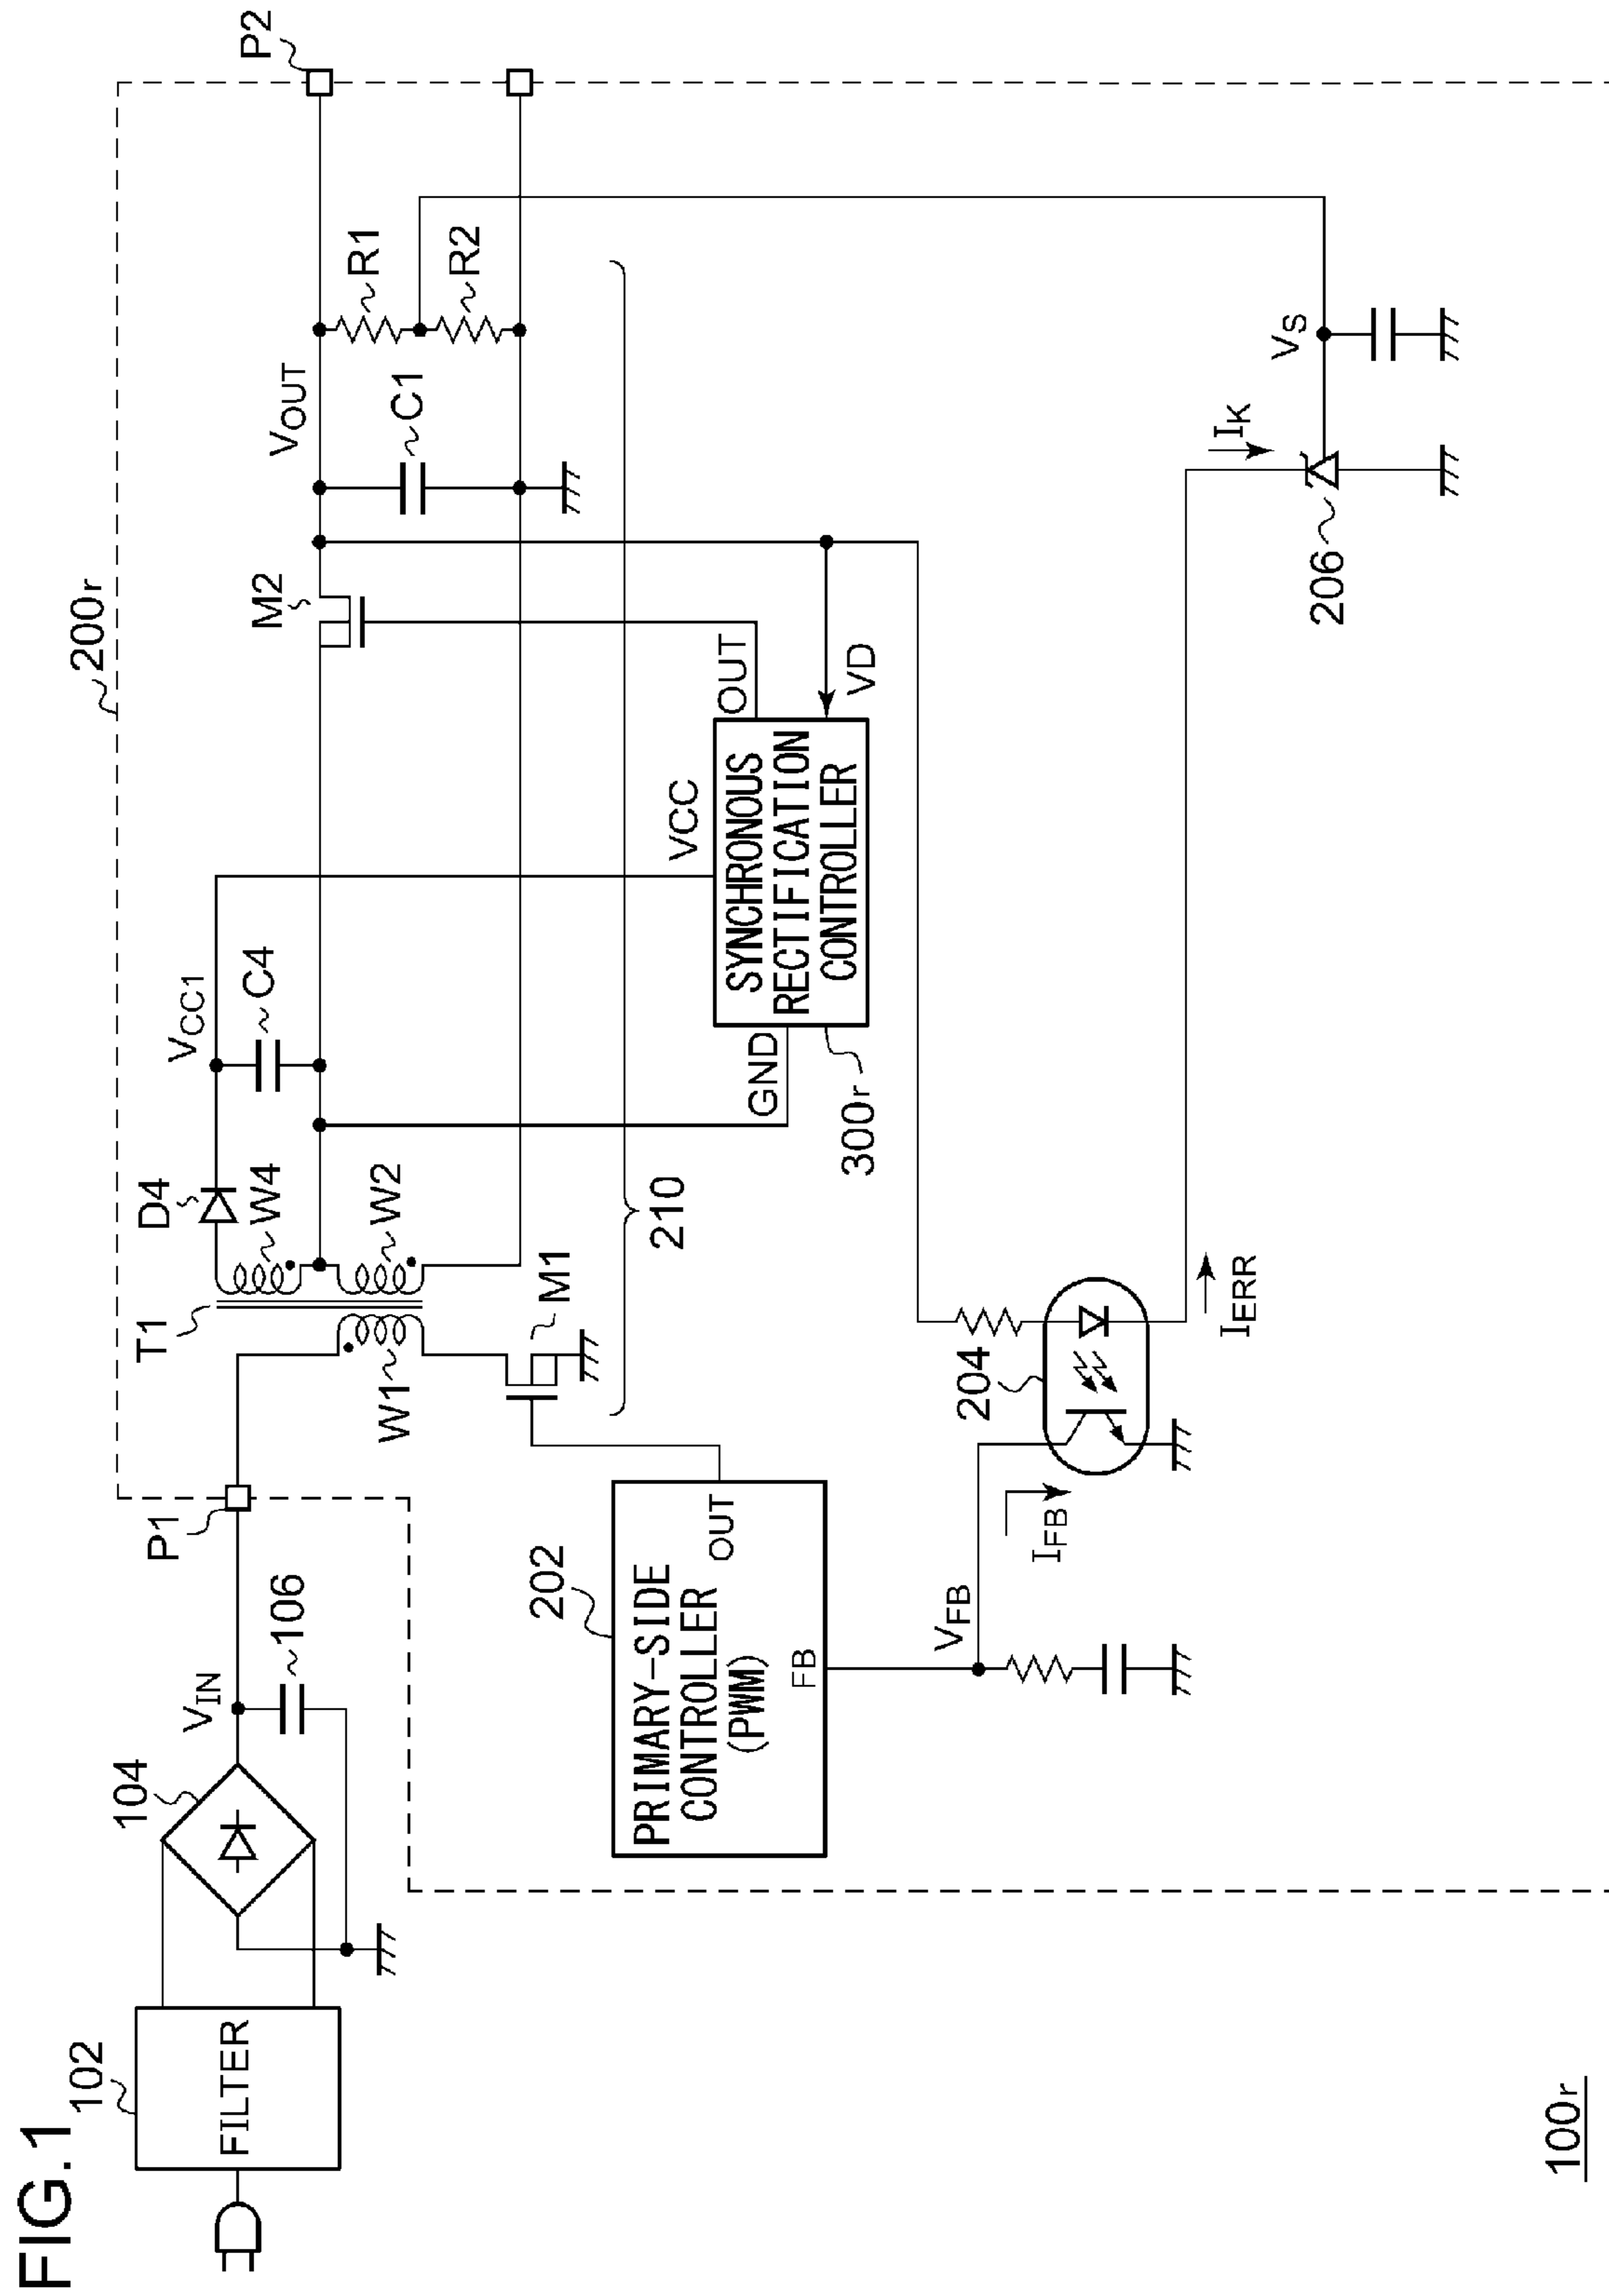 FIG.1
102
FILTER
104
VIN
106
P1
200r
T1
W1
D4
W4
W2
VCC1
C4
M1
M2
VOUT
C1
R1
R2
P2
210
202
PRIMARY-SIDE
CONTROLLER
(PWM)
OUT
FB
GND
VCC
OUT
SYNCHRONOUS
RECTIFICATION
CONTROLLER
VD
300r
VFB
IFB
204
IERR
206
IK
VS
100r